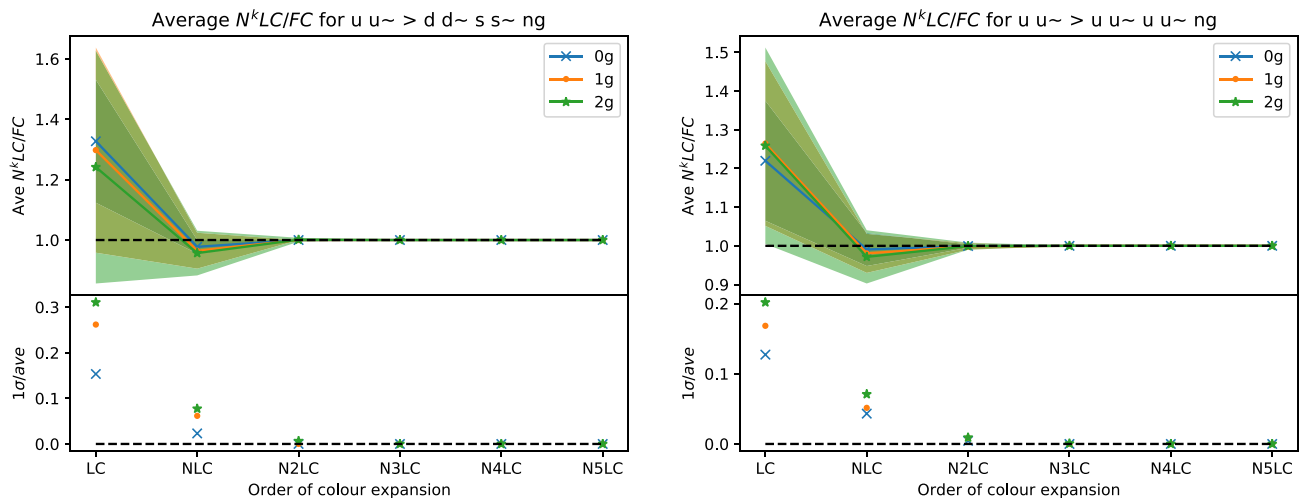 Average N^kLC/FC for u u~ > d d~ s s~ ng
Ave N^kLC/FC
1.6
1.4
1.2
1.0
0g
1g
2g
1σ/ave
0.3
0.2
0.1
0.0
LC NLC N2LC N3LC N4LC N5LC
Order of colour expansion
Average N^kLC/FC for u u~ > u u~ u u~ ng
Ave N^kLC/FC
1.5
1.4
1.3
1.2
1.1
1.0
0.9
0g
1g
2g
1σ/ave
0.2
0.1
0.0
LC NLC N2LC N3LC N4LC N5LC
Order of colour expansion